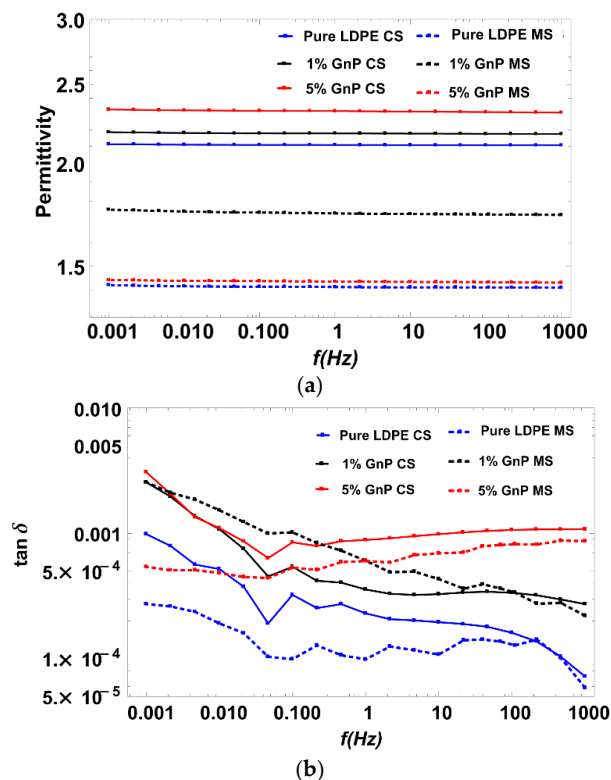 (a)
3.0
2.5
2.0
1.5
Permittivity
Pure LDPE CS
Pure LDPE MS
1% GnP CS
1% GnP MS
5% GnP CS
5% GnP MS
0.001 0.010 0.100 1 10 100 1000
f(Hz)
(a)
0.010
0.005
0.001
5.× 10⁻⁴
1.× 10⁻⁴
5.× 10⁻⁵
tan δ
Pure LDPE CS
Pure LDPE MS
1% GnP CS
1% GnP MS
5% GnP CS
5% GnP MS
0.001 0.010 0.100 1 10 100 1000
f(Hz)
(b)